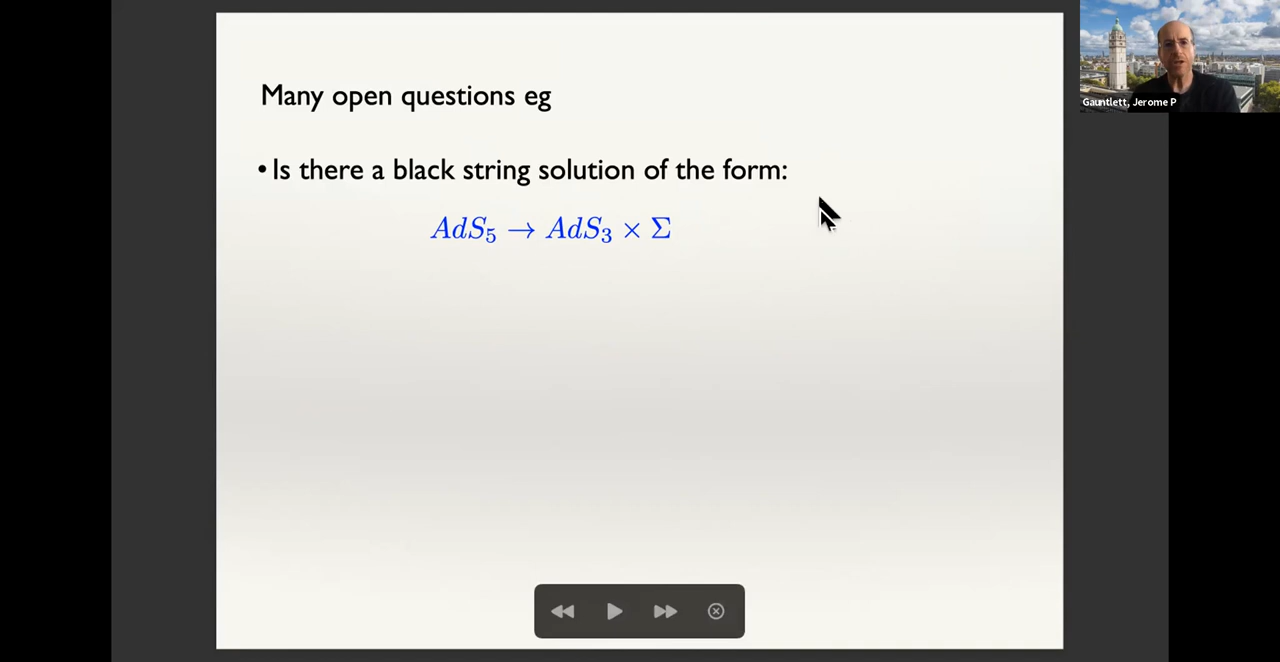 Many open questions eg
• Is there a black string solution of the form:
AdS₅ → AdS₃ × Σ
Gauntlett, Jerome P